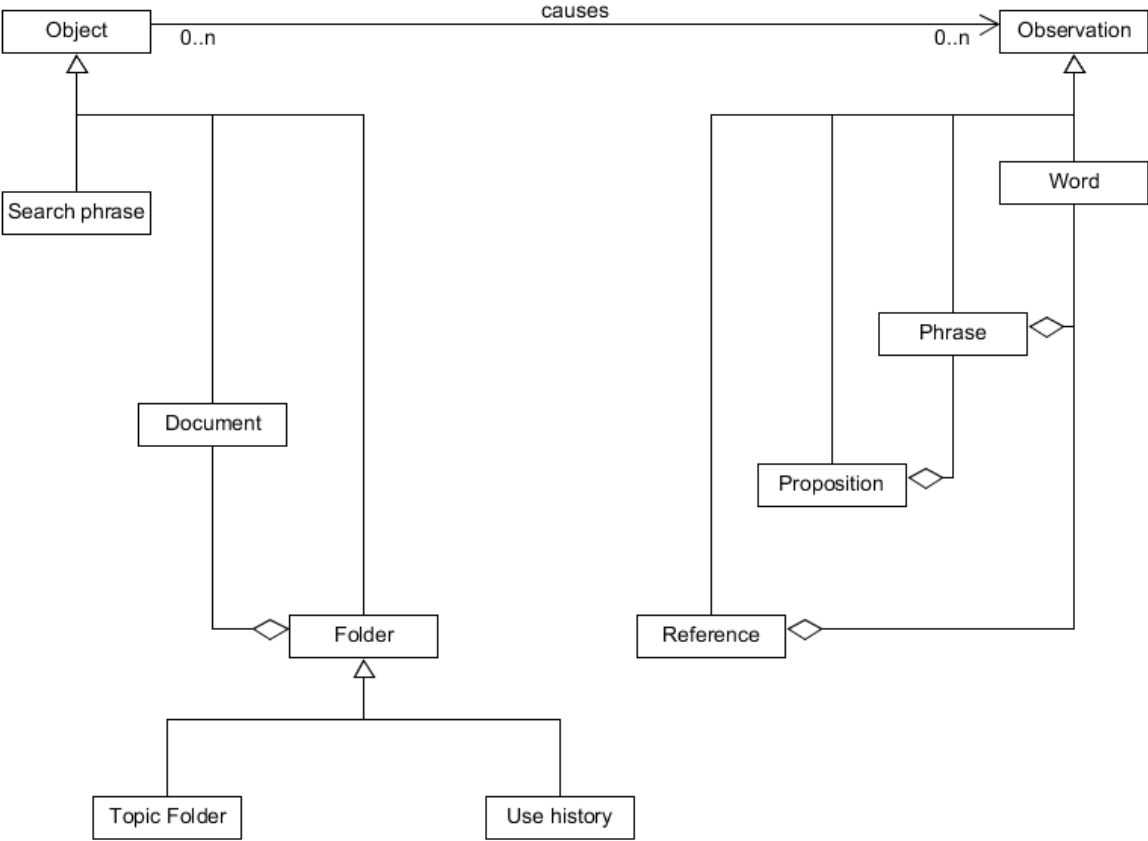 causes
Object
Observation
0..n
0..n
Word
Search phrase
Phrase
Document
Proposition
Folder
Reference
Topic Folder
Use history